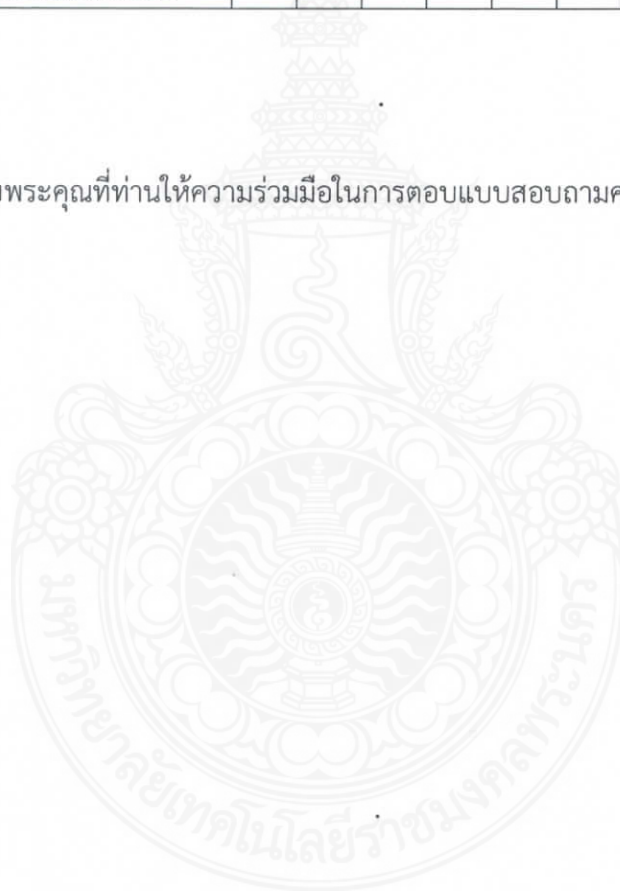 พระคุณที่ท่านให้ความร่วมมือในการตอบแบบสอบถาม
มหาวิทยาลัยเทคโนโลยีราชมงคลพระนคร